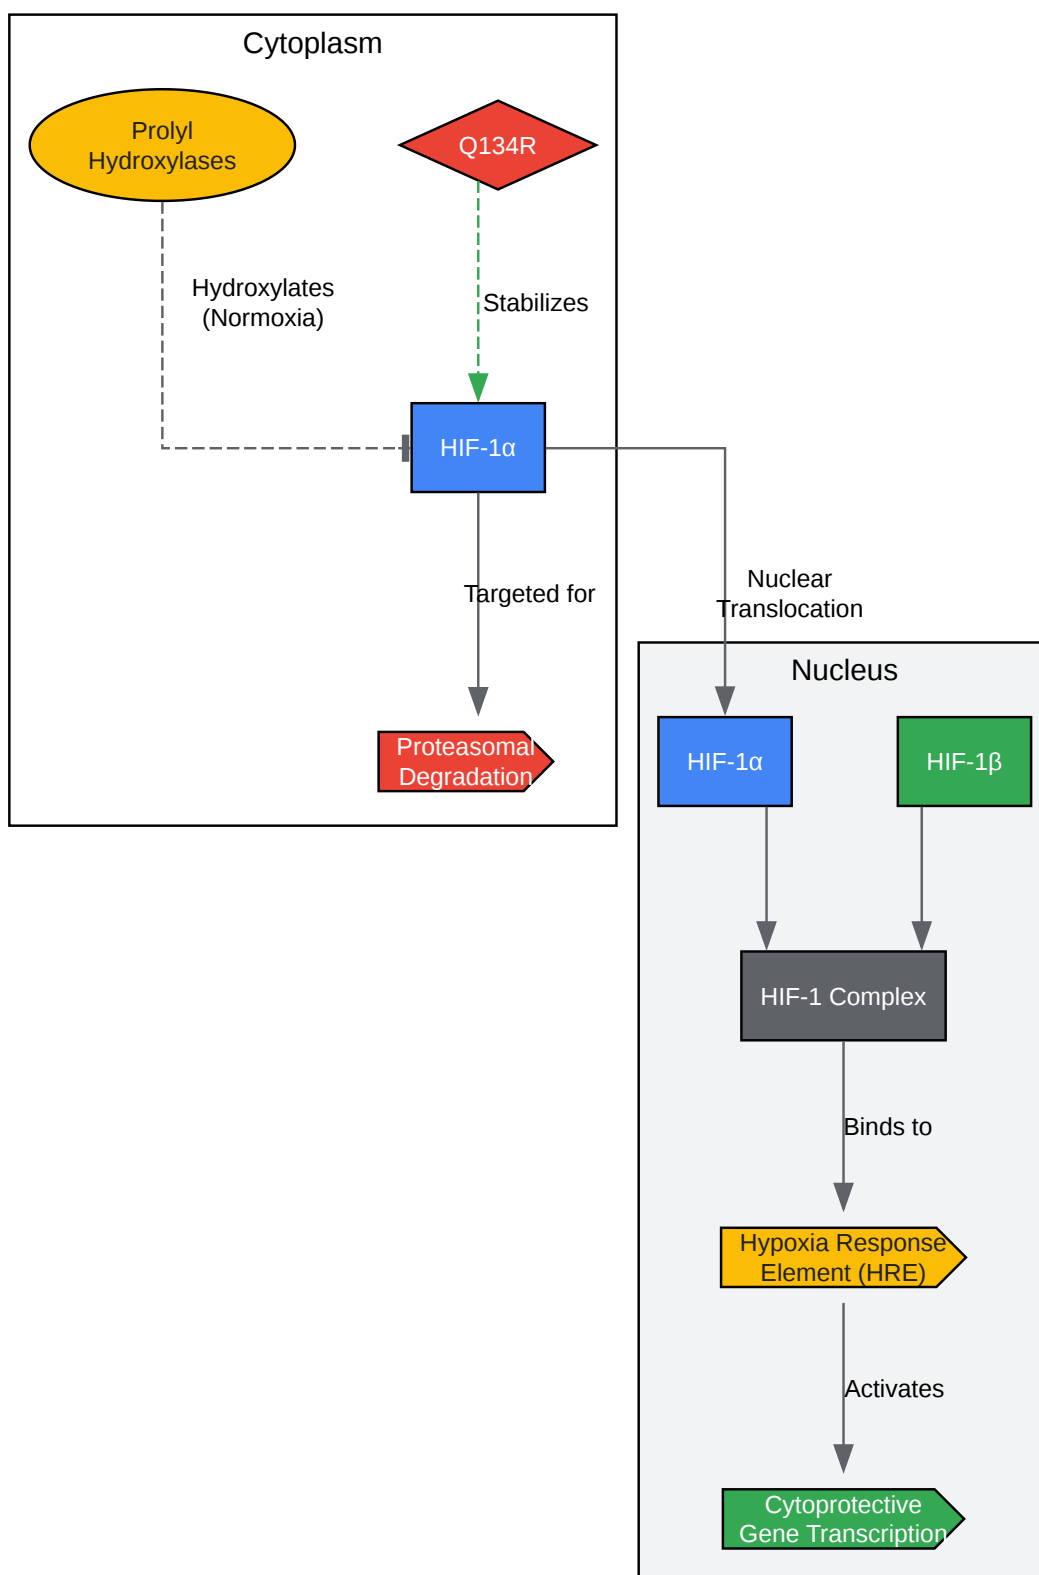 Cytoplasm
Prolyl
Hydroxylases
Q134R
Hydroxylates
(Normoxia)
Stabilizes
HIF-1α
Targeted for
Nuclear
Translocation
Proteasomal
Degradation
Nucleus
HIF-1α
HIF-1β
HIF-1 Complex
Binds to
Hypoxia Response
Element (HRE)
Activates
Cytoprotective
Gene Transcription